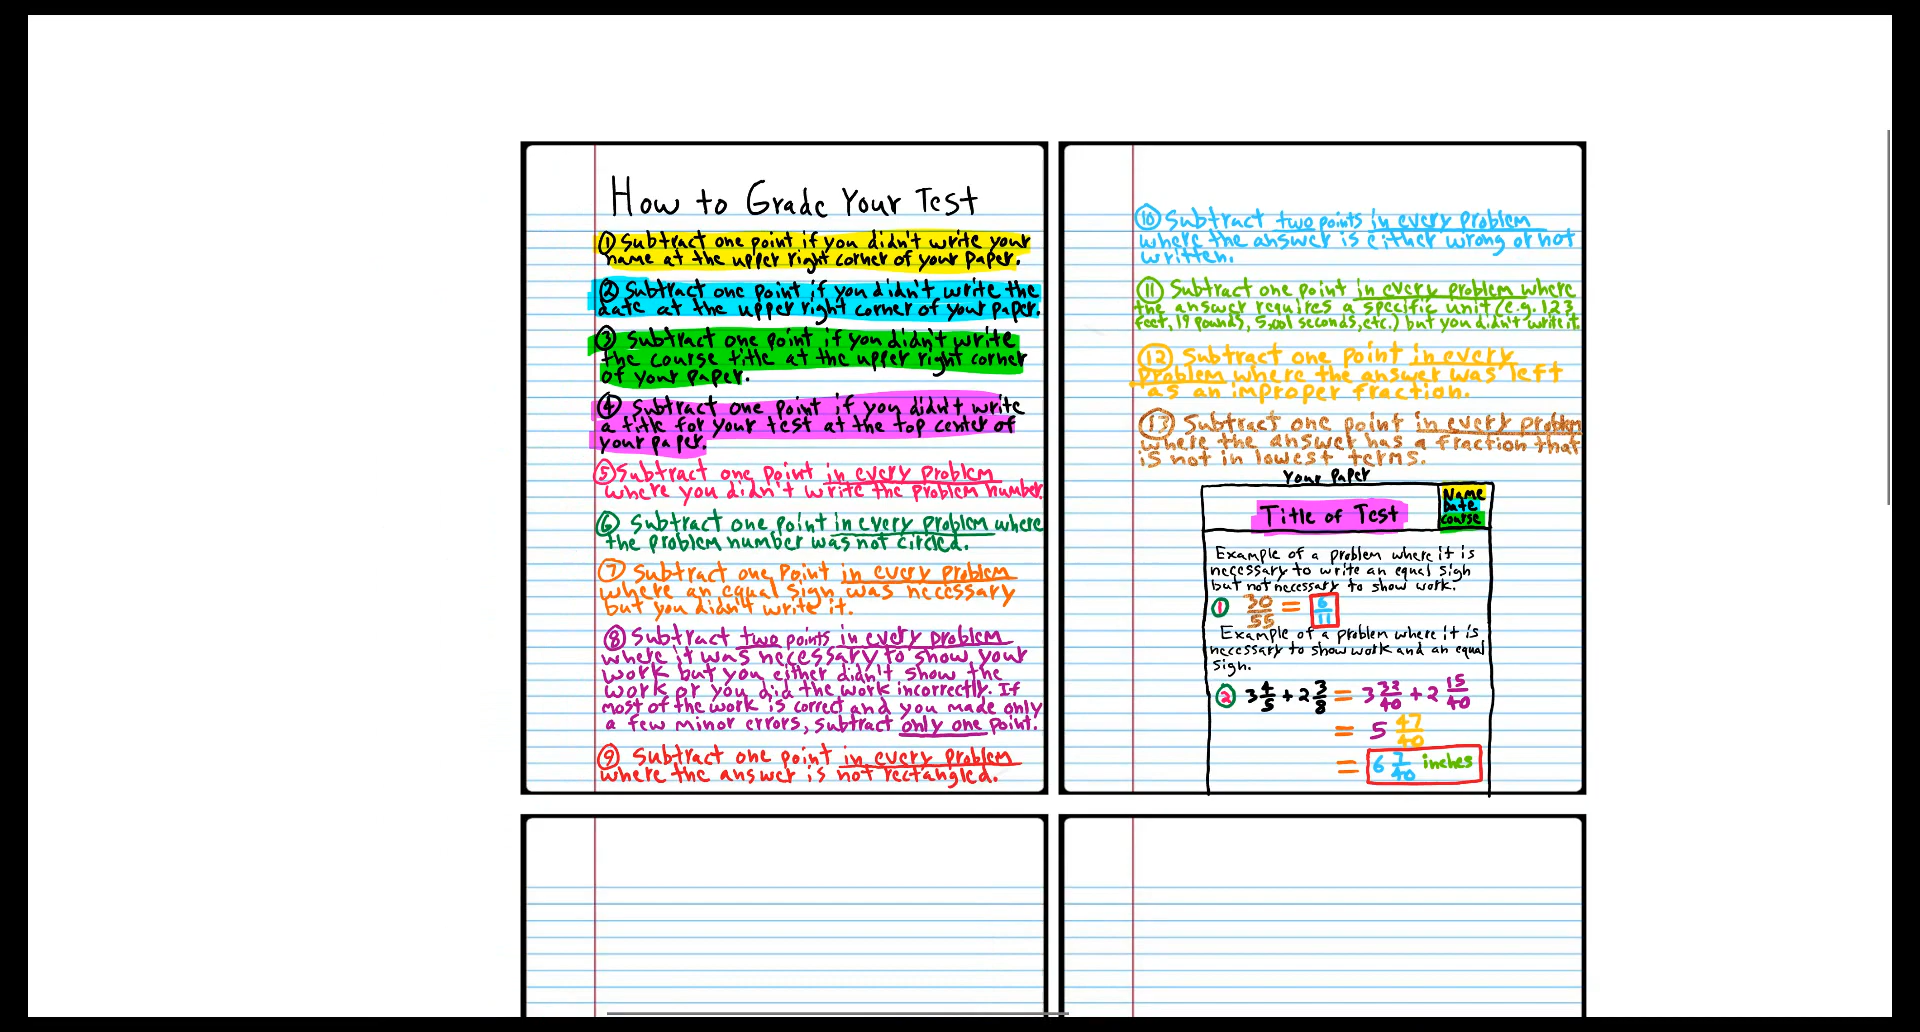 How to Grade Your Test
① Subtract one point if you didn't write your
name at the upper right corner of your paper.
② Subtract one point if you didn't write the
date at the upper right corner of your paper.
③ Subtract one point if you didn't write
the course title at the upper right corner
of your paper.
④ Subtract one point if you didn't write
a title for your test at the top center of
your paper.
⑤ Subtract one point in every problem
where you didn't write the problem number.
⑥ Subtract one point in every problem where
the problem number was not circled.
⑦ Subtract one point in every problem
where an equal sign was necessary
but you didn't write it.
⑧ Subtract two points in every problem
where it was necessary to show your
work but you either didn't show the
work or you did the work incorrectly. If
most of the work is correct and you made only
a few minor errors, subtract only one point.
⑨ Subtract one point in every problem
where the answer is not rectangled.
⑩ Subtract two points in every problem
where the answer is either wrong or not
written.
⑪ Subtract one point in every problem where
the answer requires a specific unit (e.g. 123
feet, 19 pounds, 5,001 seconds, etc.) but you didn't write it.
⑫ Subtract one point in every
problem where the answer was left
as an improper fraction.
⑬ Subtract one point in every problem
where the answer has a fraction that
is not in lowest terms.
Your Paper
Title of Test
Name
Date
Course
Example of a problem where it is
necessary to write an equal sign
but not necessary to show work.
① 30/55 = 6/11
Example of a problem where it is
necessary to show work and an equal
sign.
② 3 4/5 + 2 3/8 = 3 32/40 + 2 15/40
= 5 47/40
= 6 7/40 inches